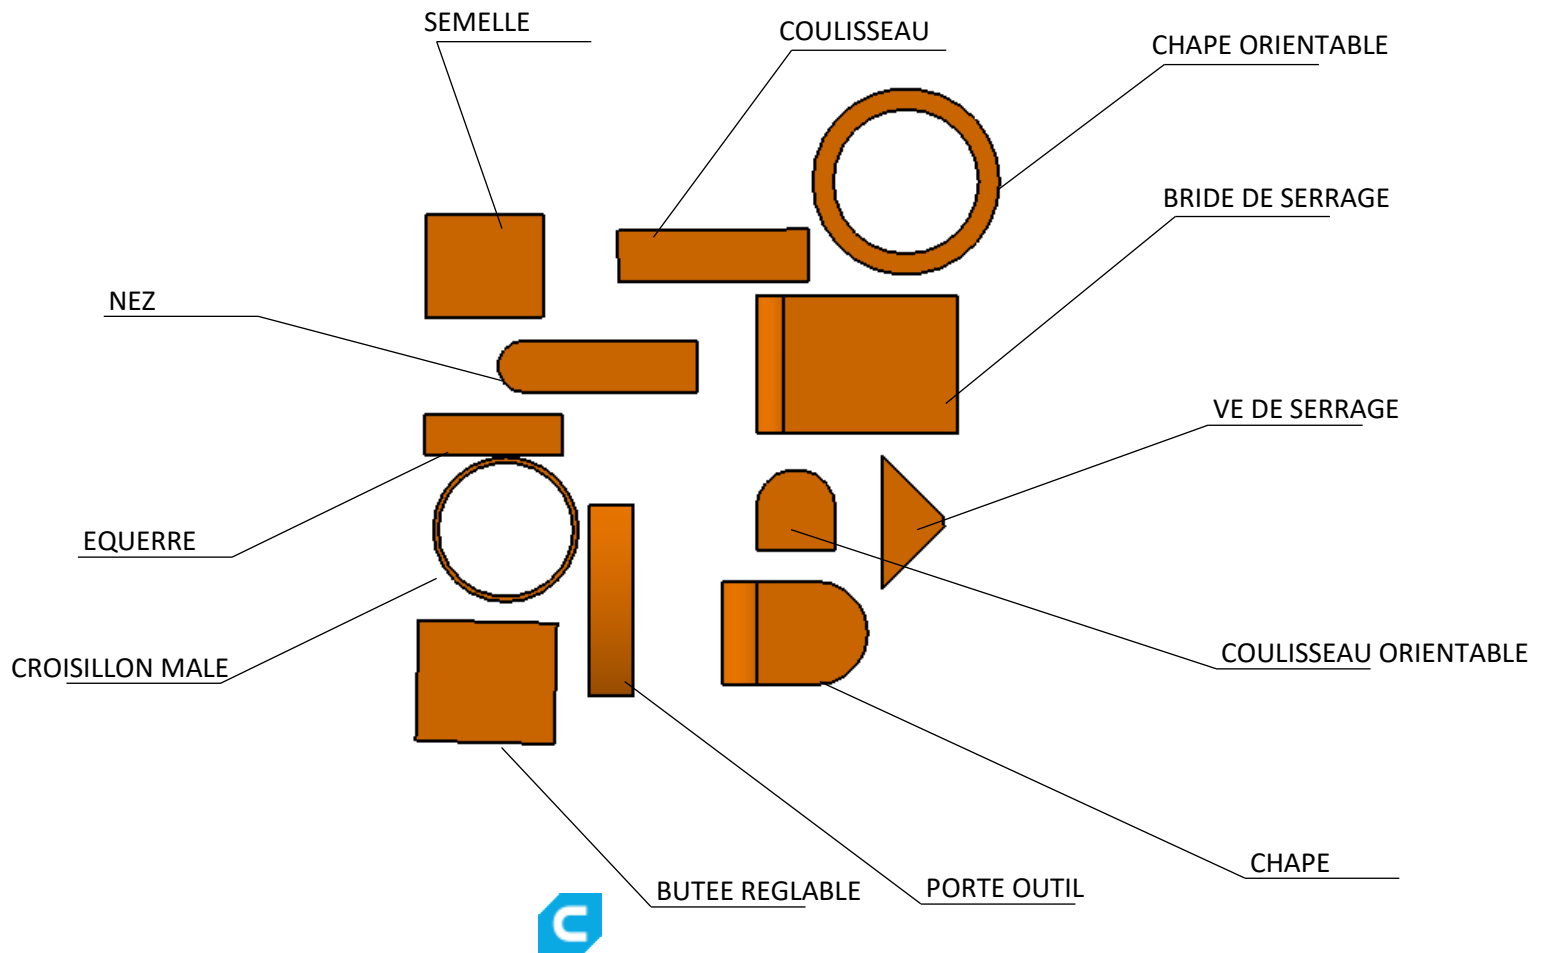 SEMELLE
COULISSEAU
CHAPE ORIENTABLE
BRIDE DE SERRAGE
NEZ
VE DE SERRAGE
EQUERRE
COULISSEAU ORIENTABLE
CROISILLON MALE
CHAPE
BUTEE REGLABLE
PORTE OUTIL
C